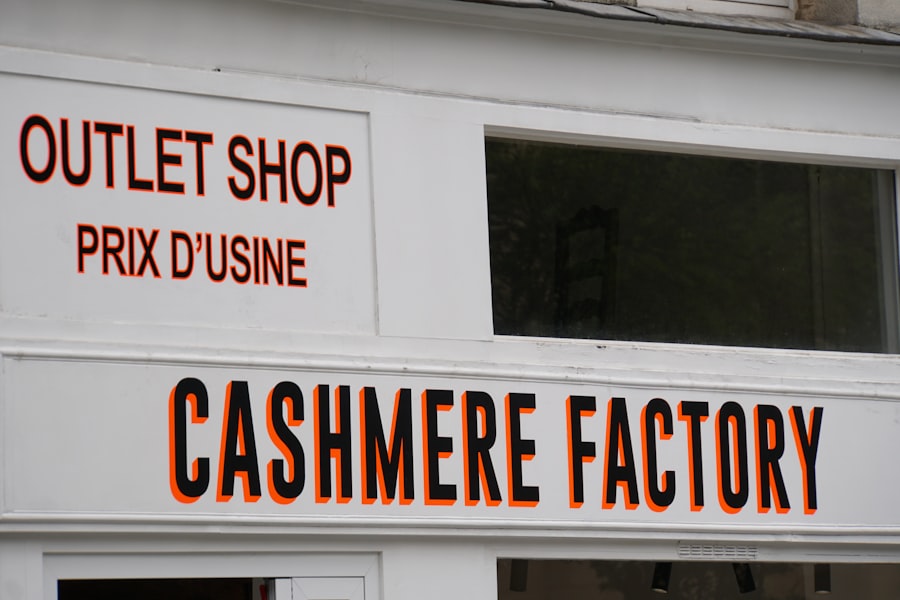 OUTLET SHOP
PRIX D'USINE
CASHMERE FACTORY